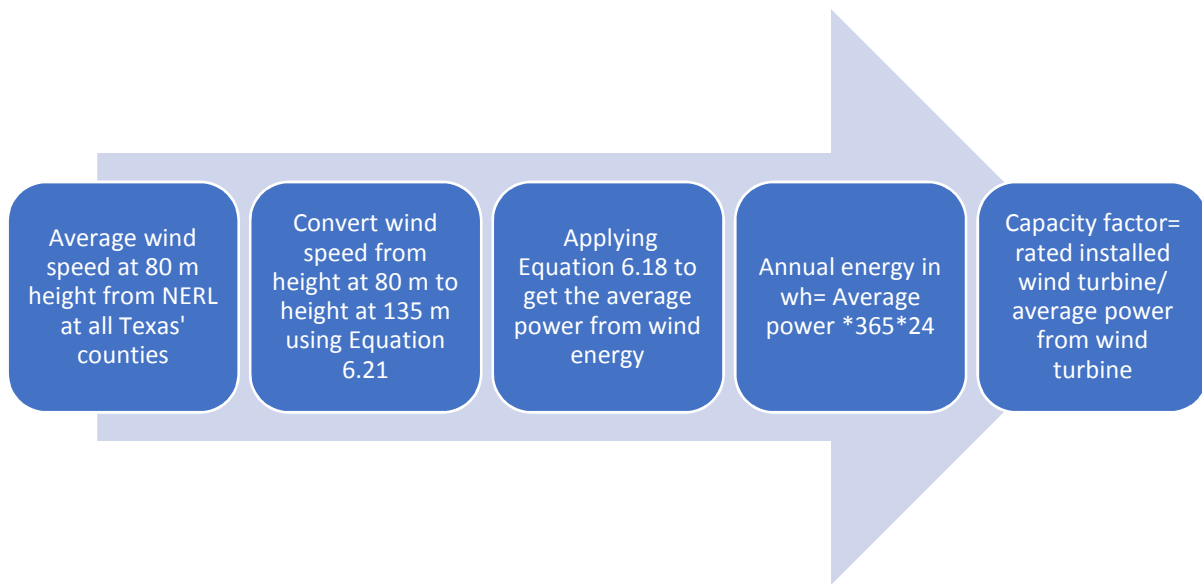 Average wind
speed at 80 m
height from NERL
at all Texas'
counties
Convert wind
speed from
height at 80 m to
height at 135 m
using Equation
6.21
Applying
Equation 6.18 to
get the average
power from wind
energy
Annual energy in
wh= Average
power *365*24
Capacity factor=
rated installed
wind turbine/
average power
from wind
turbine